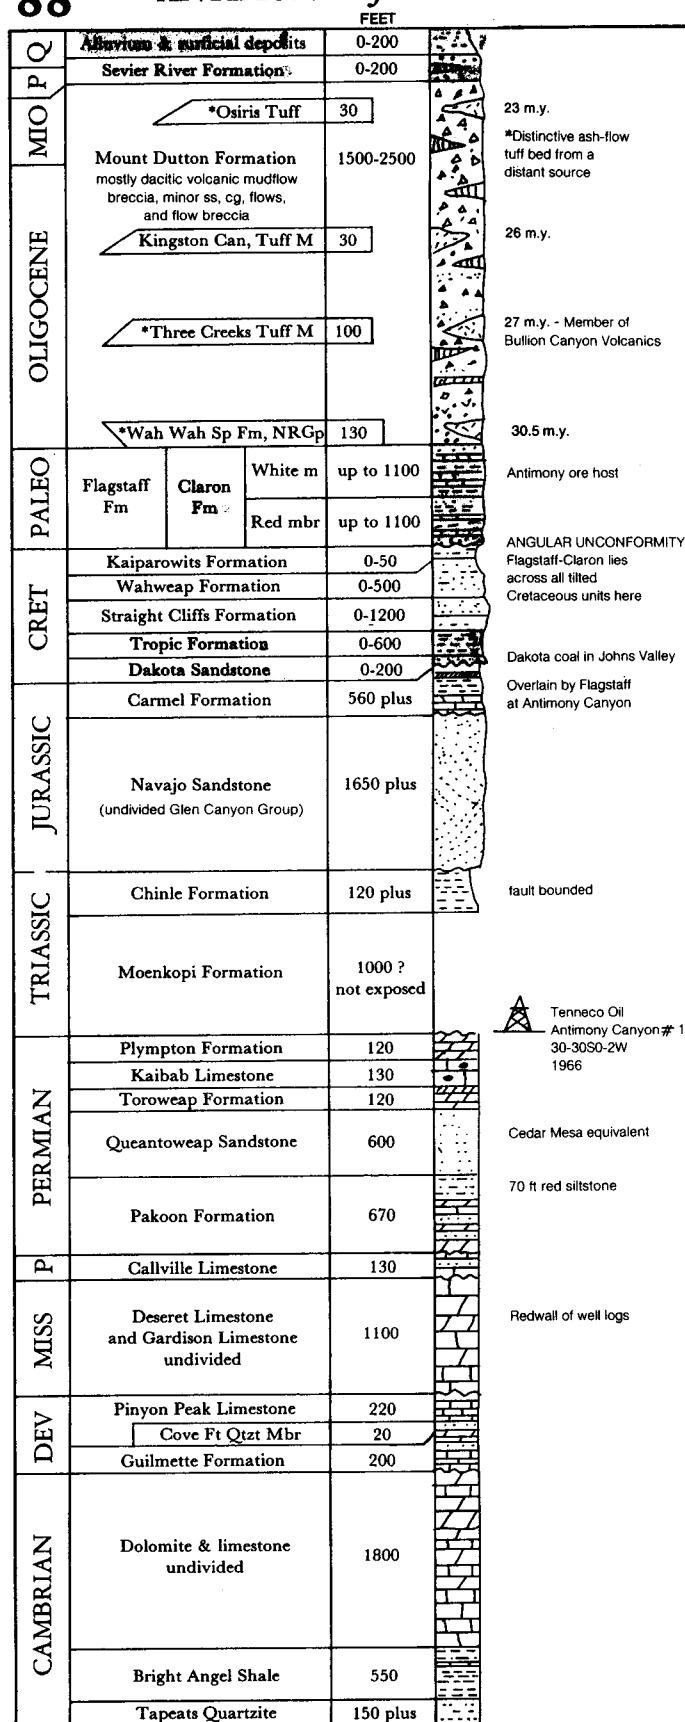 88
FEET
Q
Alluvium & surficial deposits 0-200
P
Sevier River Formation 0-200
MIO
*Osiris Tuff 30
23 m.y.
*Distinctive ash-flow
tuff bed from a
distant source
Mount Dutton Formation 1500-2500
mostly dacitic volcanic mudflow
breccia, minor ss, cg, flows,
and flow breccia
OLIGOCENE
Kingston Can, Tuff M 30
26 m.y.
*Three Creeks Tuff M 100
27 m.y. - Member of
Bullion Canyon Volcanics
*Wah Wah Sp Fm, NRGp 130
30.5 m.y.
PALEO
Flagstaff
Fm
Claron
Fm
White m up to 1100
Antimony ore host
Red mbr up to 1100
ANGULAR UNCONFORMITY
Flagstaff-Claron lies
across all tilted
Cretaceous units here
CRET
Kaiparowits Formation 0-50
Wahweap Formation 0-500
Straight Cliffs Formation 0-1200
Tropic Formation 0-600
Dakota Sandstone 0-200
Dakota coal in Johns Valley
JURASSIC
Carmel Formation 560 plus
Overlain by Flagstaff
at Antimony Canyon
Navajo Sandstone 1650 plus
(undivided Glen Canyon Group)
TRIASSIC
Chinle Formation 120 plus
fault bounded
Moenkopi Formation 1000 ?
not exposed
Tenneco Oil
Antimony Canyon # 1
30-30S0-2W
1966
PERMIAN
Plympton Formation 120
Kaibab Limestone 130
Toroweap Formation 120
Queantoweap Sandstone 600
Cedar Mesa equivalent
70 ft red siltstone
Pakoon Formation 670
P
Callville Limestone 130
MISS
Deseret Limestone
and Gardison Limestone
undivided
1100
Redwall of well logs
DEV
Pinyon Peak Limestone 220
Cove Ft Qtzt Mbr 20
Guilmette Formation 200
CAMBRIAN
Dolomite & limestone
undivided
1800
Bright Angel Shale 550
Tapeats Quartzite 150 plus